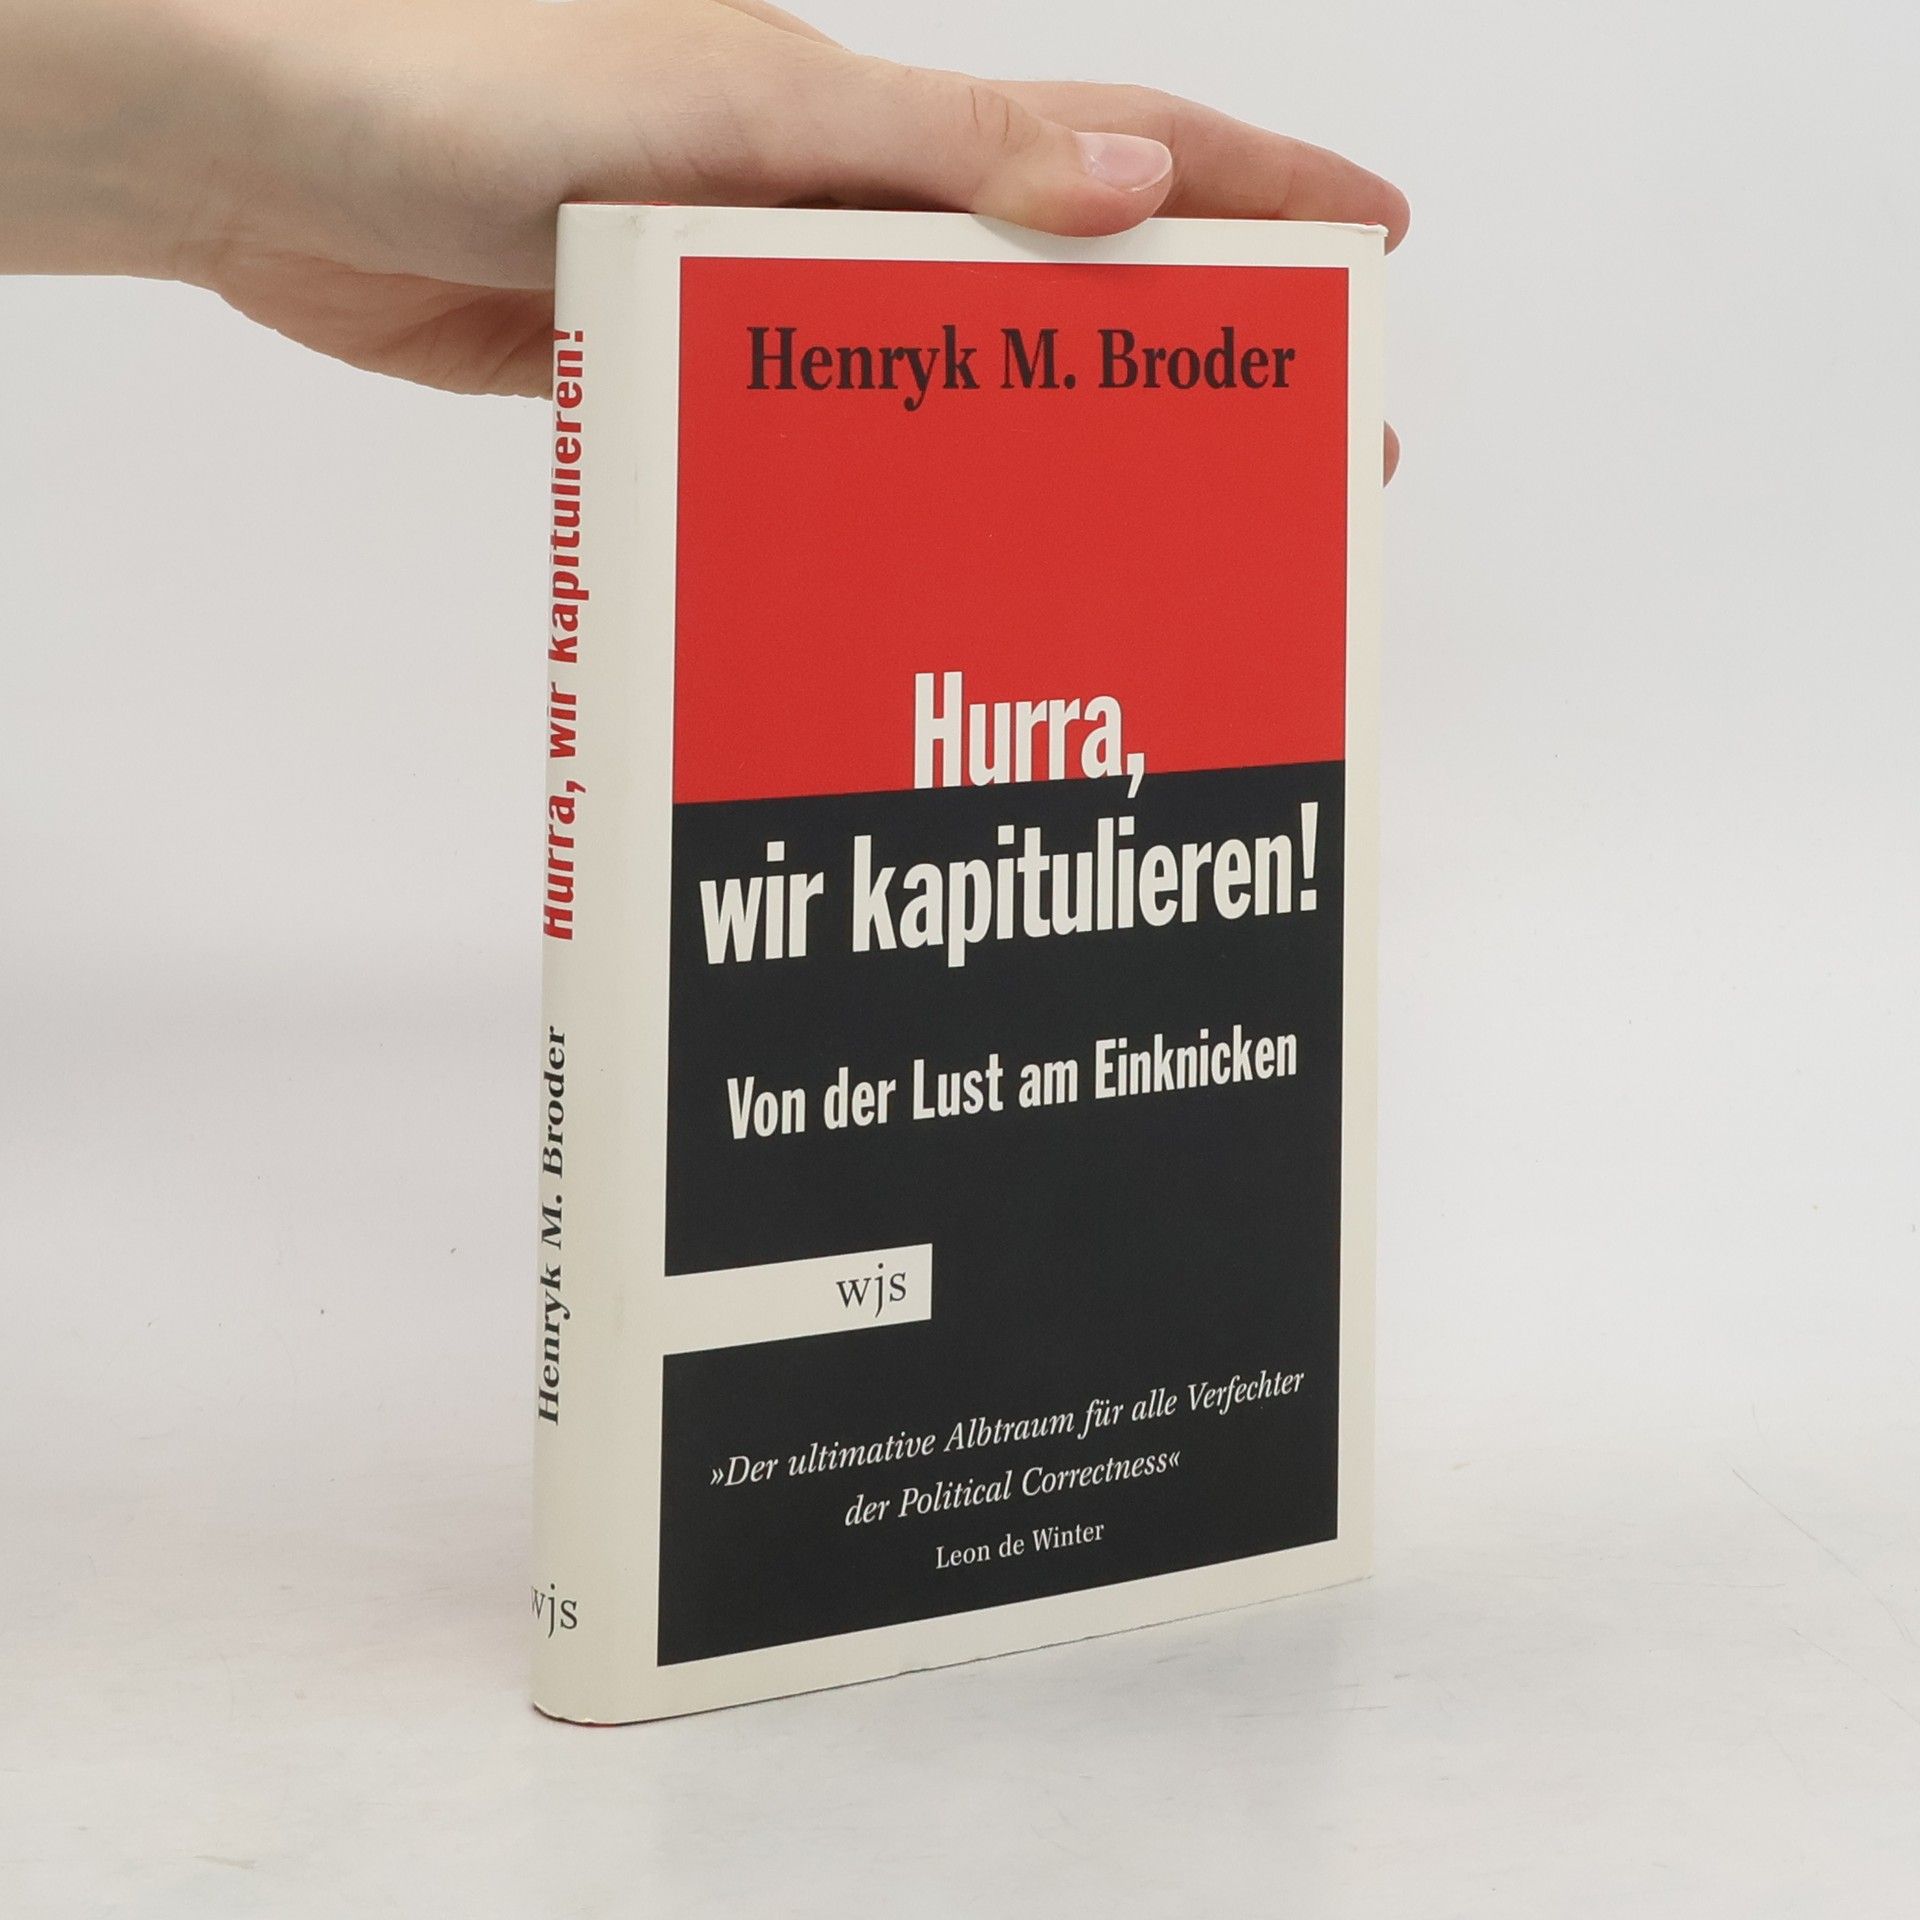 Hurra, wir kapitulieren!
Henryk M. Broder
wjs
Henryk M. Broder
Hurra,
wir kapitulieren!
Von der Lust am Einknicken
wjs
»Der ultimative Albtraum für alle Verfechter
der Political Correctness«
Leon de Winter